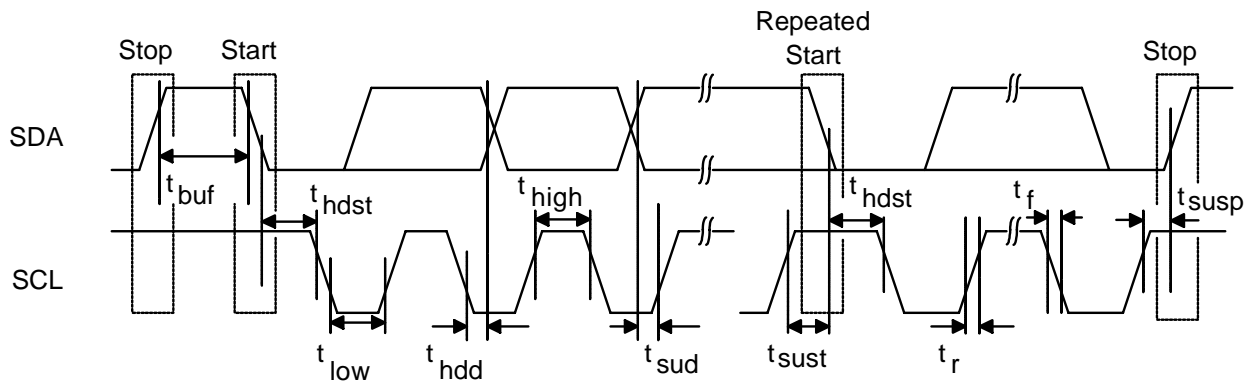 Repeated
Stop Start Start Stop
SDA
t buf t hdst t high t hdst t f t susp
SCL
t low t hdd t sud t sust t r